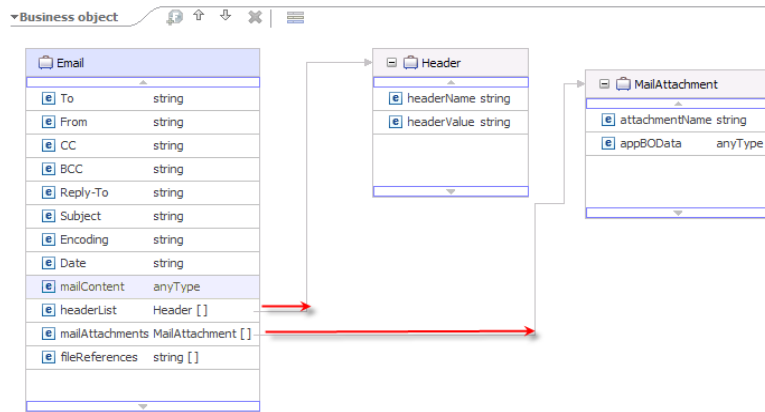 Business object
Email
To string
From string
CC string
BCC string
Reply-To string
Subject string
Encoding string
Date string
mailContent anyType
headerList Header [ ]
mailAttachments MailAttachment [ ]
fileReferences string [ ]
Header
headerName string
headerValue string
MailAttachment
attachmentName string
appBOData anyType